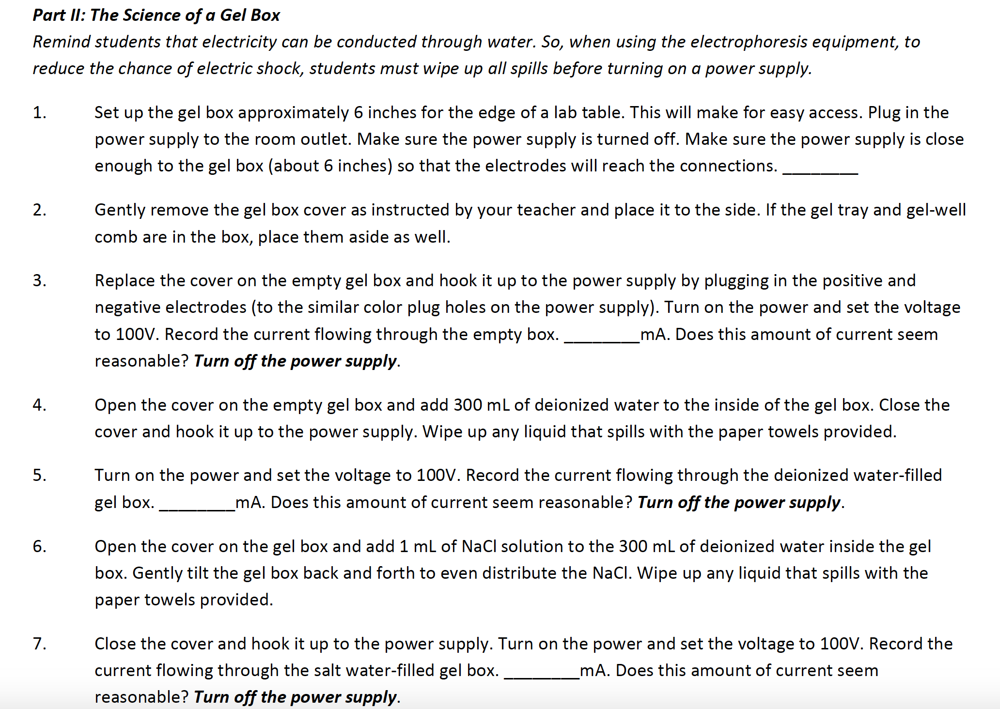 Part II: The Science of a Gel Box
Remind students that electricity can be conducted through water. So, when using the electrophoresis equipment, to
reduce the chance of electric shock, students must wipe up all spills before turning on a power supply.
1. Set up the gel box approximately 6 inches for the edge of a lab table. This will make for easy access. Plug in the
power supply to the room outlet. Make sure the power supply is turned off. Make sure the power supply is close
enough to the gel box (about 6 inches) so that the electrodes will reach the connections. ________
2. Gently remove the gel box cover as instructed by your teacher and place it to the side. If the gel tray and gel-well
comb are in the box, place them aside as well.
3. Replace the cover on the empty gel box and hook it up to the power supply by plugging in the positive and
negative electrodes (to the similar color plug holes on the power supply). Turn on the power and set the voltage
to 100V. Record the current flowing through the empty box. ________mA. Does this amount of current seem
reasonable? Turn off the power supply.
4. Open the cover on the empty gel box and add 300 mL of deionized water to the inside of the gel box. Close the
cover and hook it up to the power supply. Wipe up any liquid that spills with the paper towels provided.
5. Turn on the power and set the voltage to 100V. Record the current flowing through the deionized water-filled
gel box. ________mA. Does this amount of current seem reasonable? Turn off the power supply.
6. Open the cover on the gel box and add 1 mL of NaCl solution to the 300 mL of deionized water inside the gel
box. Gently tilt the gel box back and forth to even distribute the NaCl. Wipe up any liquid that spills with the
paper towels provided.
7. Close the cover and hook it up to the power supply. Turn on the power and set the voltage to 100V. Record the
current flowing through the salt water-filled gel box. ________mA. Does this amount of current seem
reasonable? Turn off the power supply.